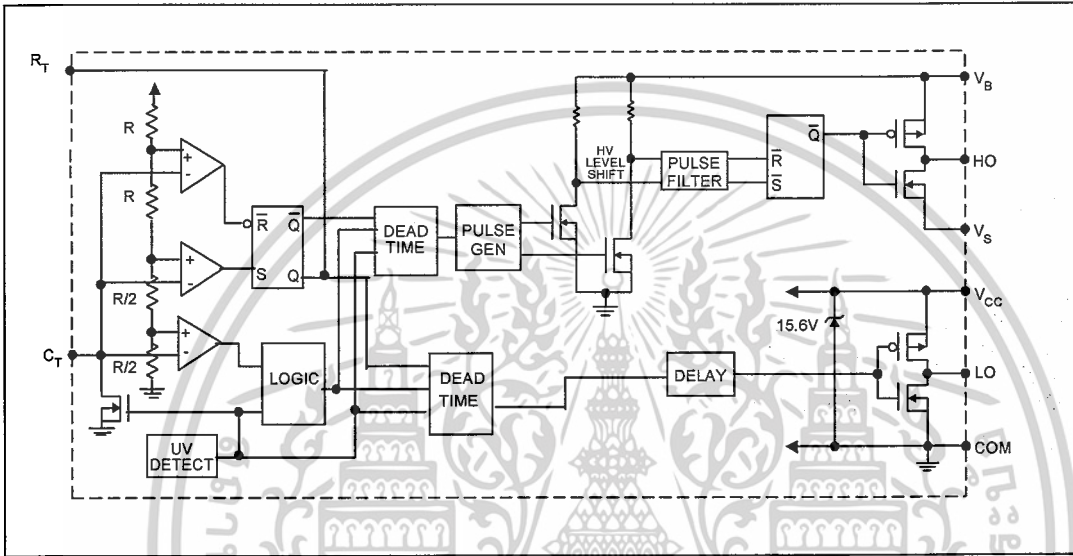 R_T
V_B
R
+
-
HV
LEVEL
SHIFT
PULSE
FILTER
R̅
S̅
Q̅
HO
R
R̅
S
Q̅
Q
DEAD
TIME
PULSE
GEN
V_S
+
-
R/2
V_CC
15.6V
+
-
C_T
R/2
LOGIC
DEAD
TIME
DELAY
LO
UV
DETECT
COM